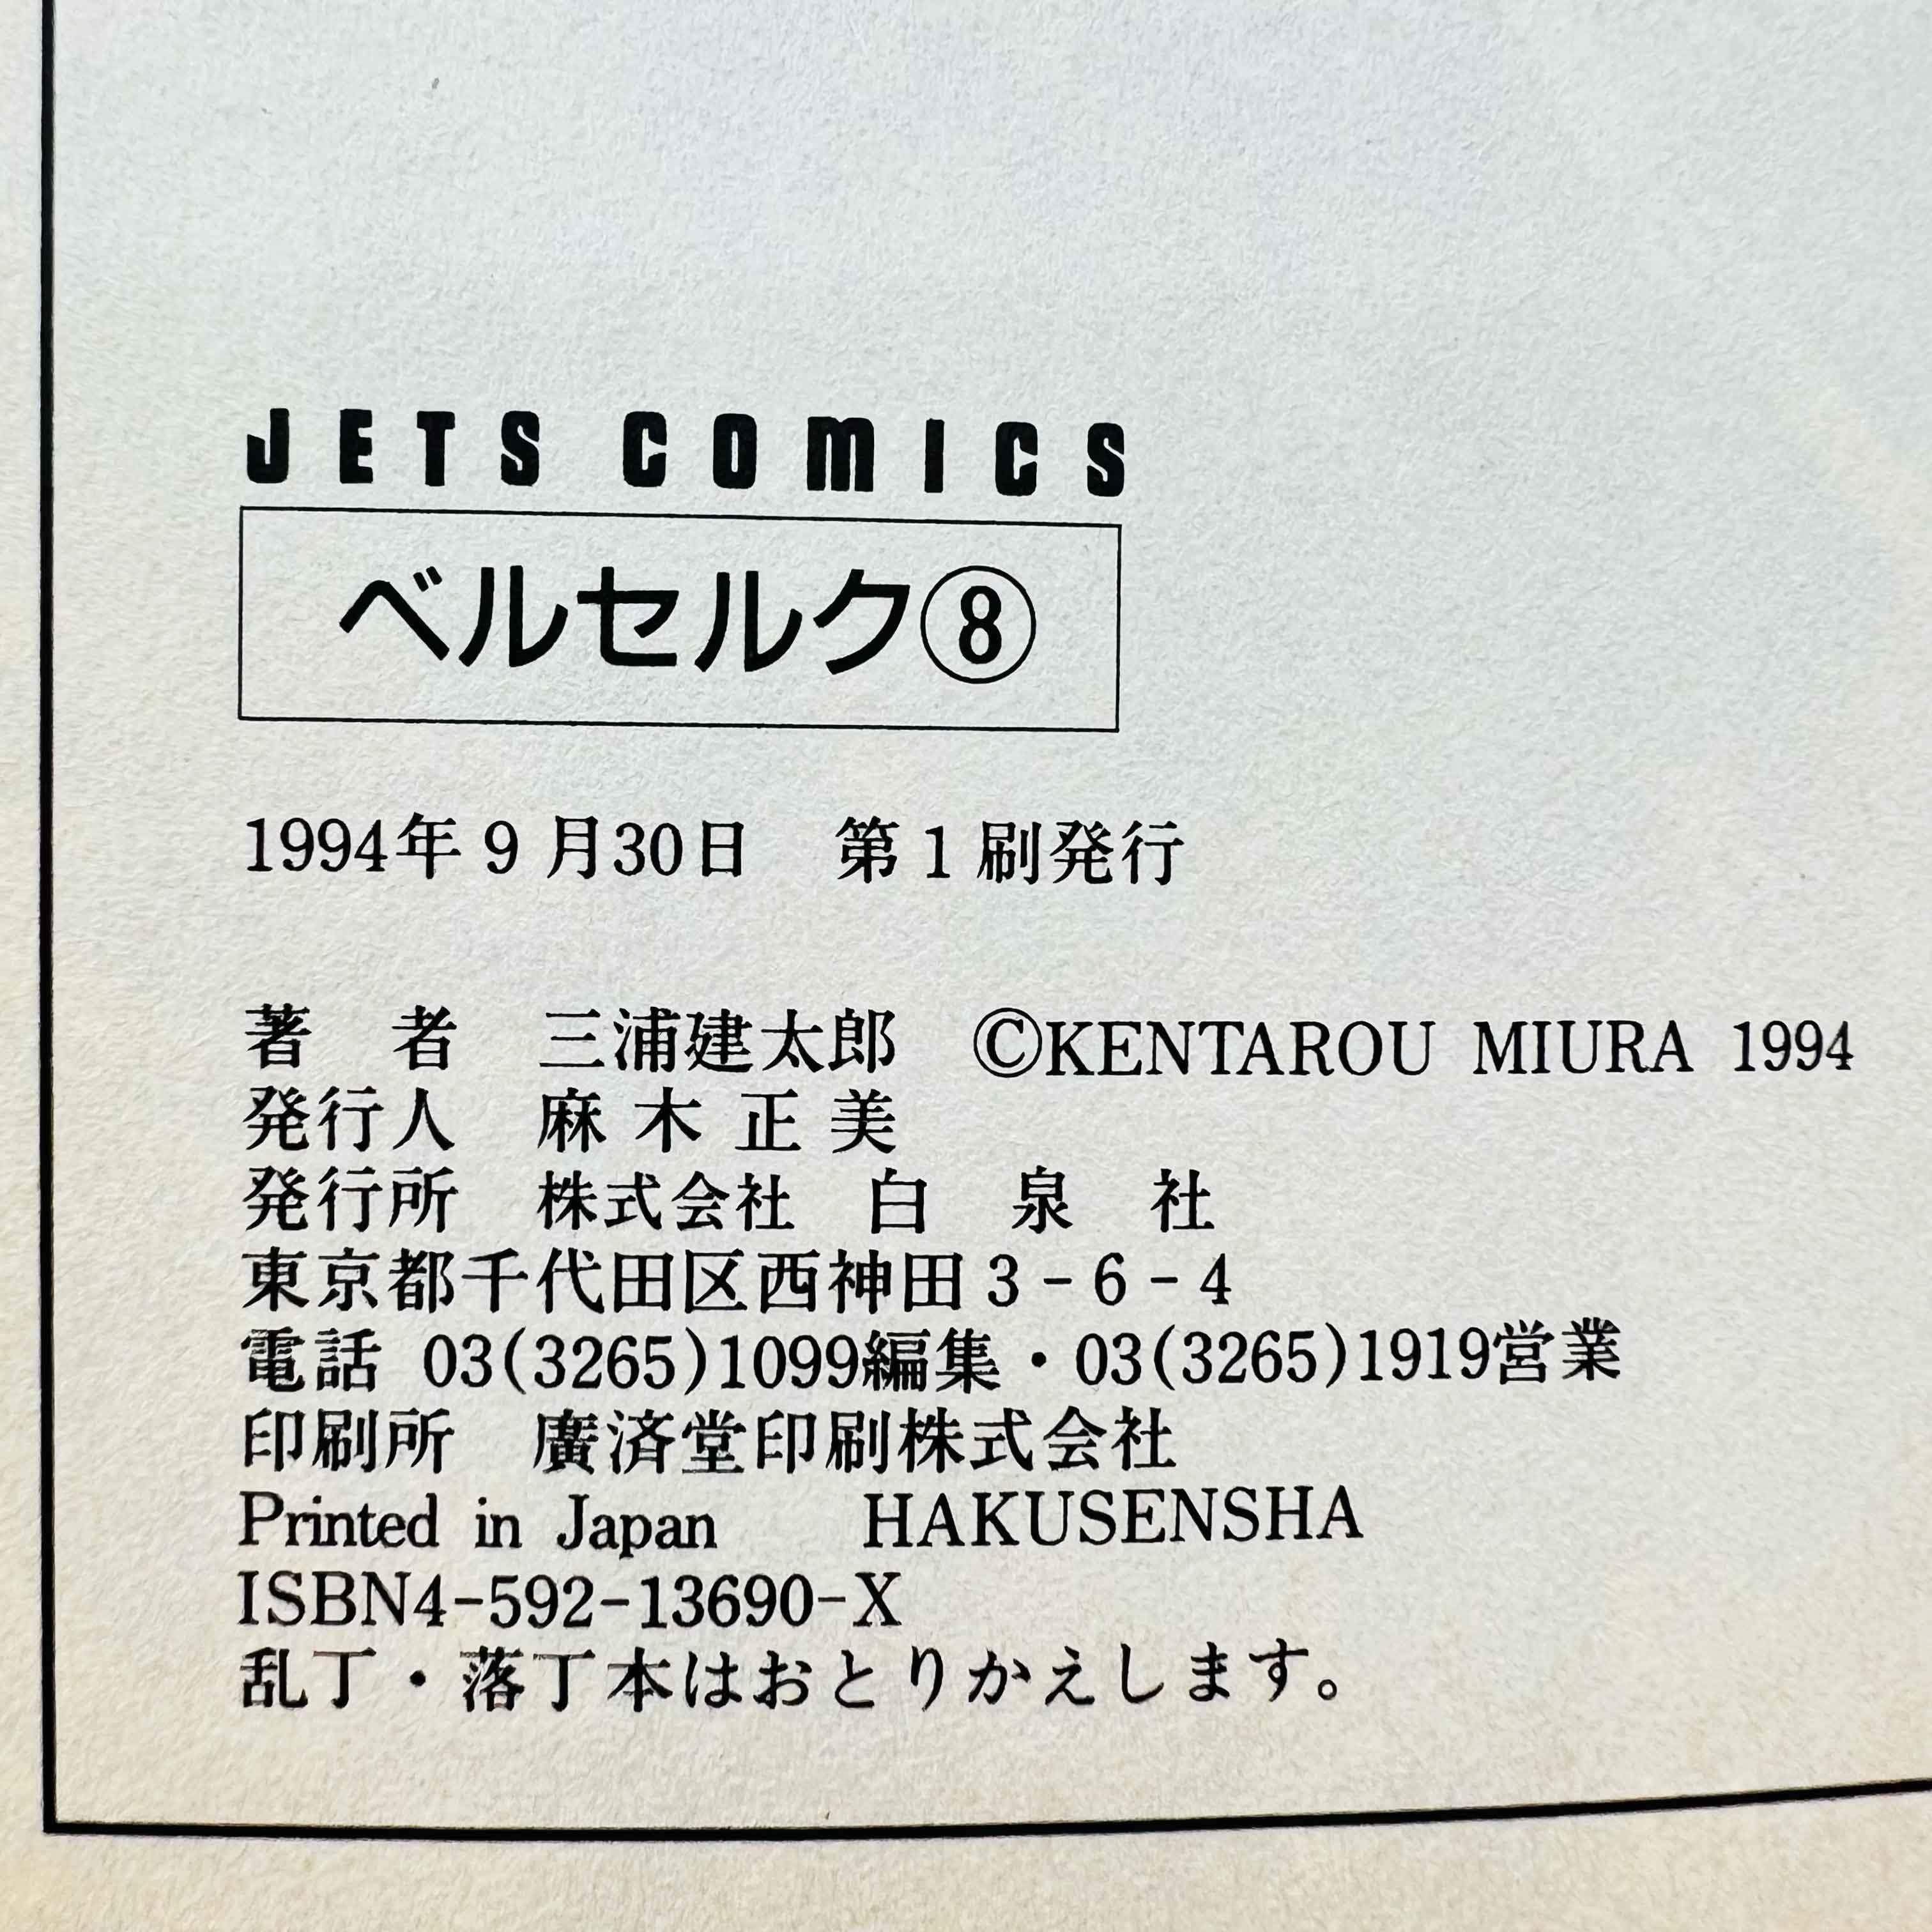 JETS COMICS
ベルセルク⑧
1994年9月30日　第1刷発行
著　者　三浦建太郎　©KENTAROU MIURA 1994
発行人　麻木正美
発行所　株式会社　白泉社
東京都千代田区西神田3-6-4
電話 03(3265)1099編集・03(3265)1919営業
印刷所　廣済堂印刷株式会社
Printed in Japan　HAKUSENSHA
ISBN4-592-13690-X
乱丁・落丁本はおとりかえします。